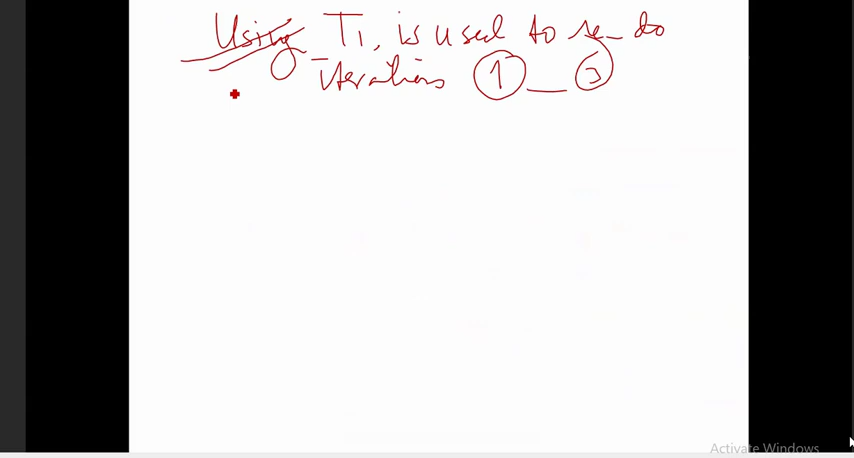 Using T1, is used to re-do
iterations ① — ③
Activate Windows